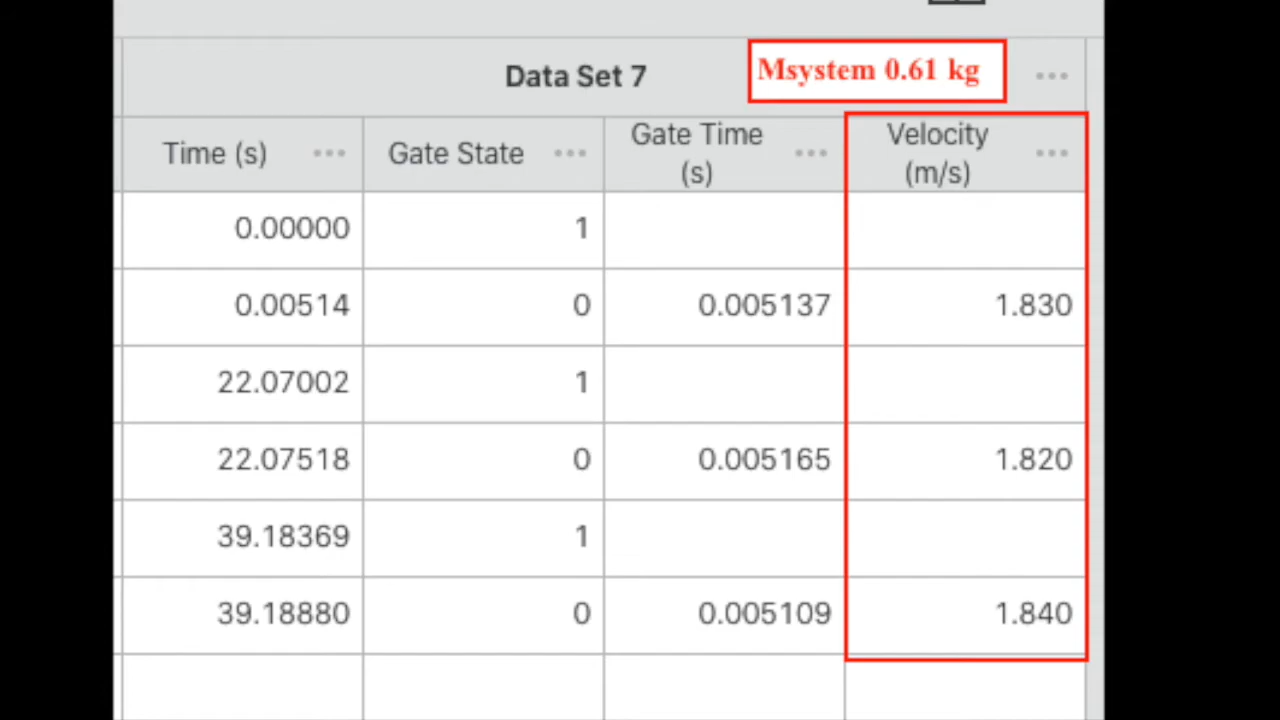 Data Set 7 Msystem 0.61 kg
Time (s) Gate State Gate Time (s) Velocity (m/s)
0.00000 1
0.00514 0 0.005137 1.830
22.07002 1
22.07518 0 0.005165 1.820
39.18369 1
39.18880 0 0.005109 1.840